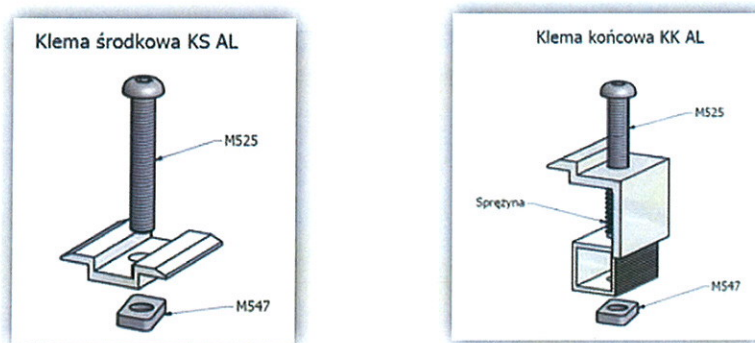 Klema środkowa KS AL
M525
M547
Klema końcowa KK AL
M525
Sprężyna
M547